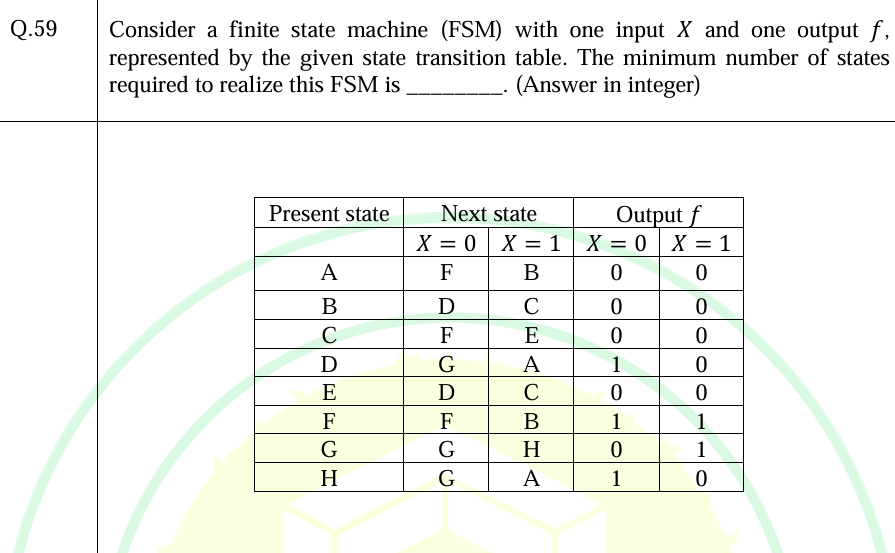 Q.59 Consider a finite state machine (FSM) with one input X and one output f,
represented by the given state transition table. The minimum number of states
required to realize this FSM is ________. (Answer in integer)
Present state Next state Output f
X = 0 X = 1 X = 0 X = 1
A F B 0 0
B D C 0 0
C F E 0 0
D G A 1 0
E D C 0 0
F F B 1 1
G G H 0 1
H G A 1 0